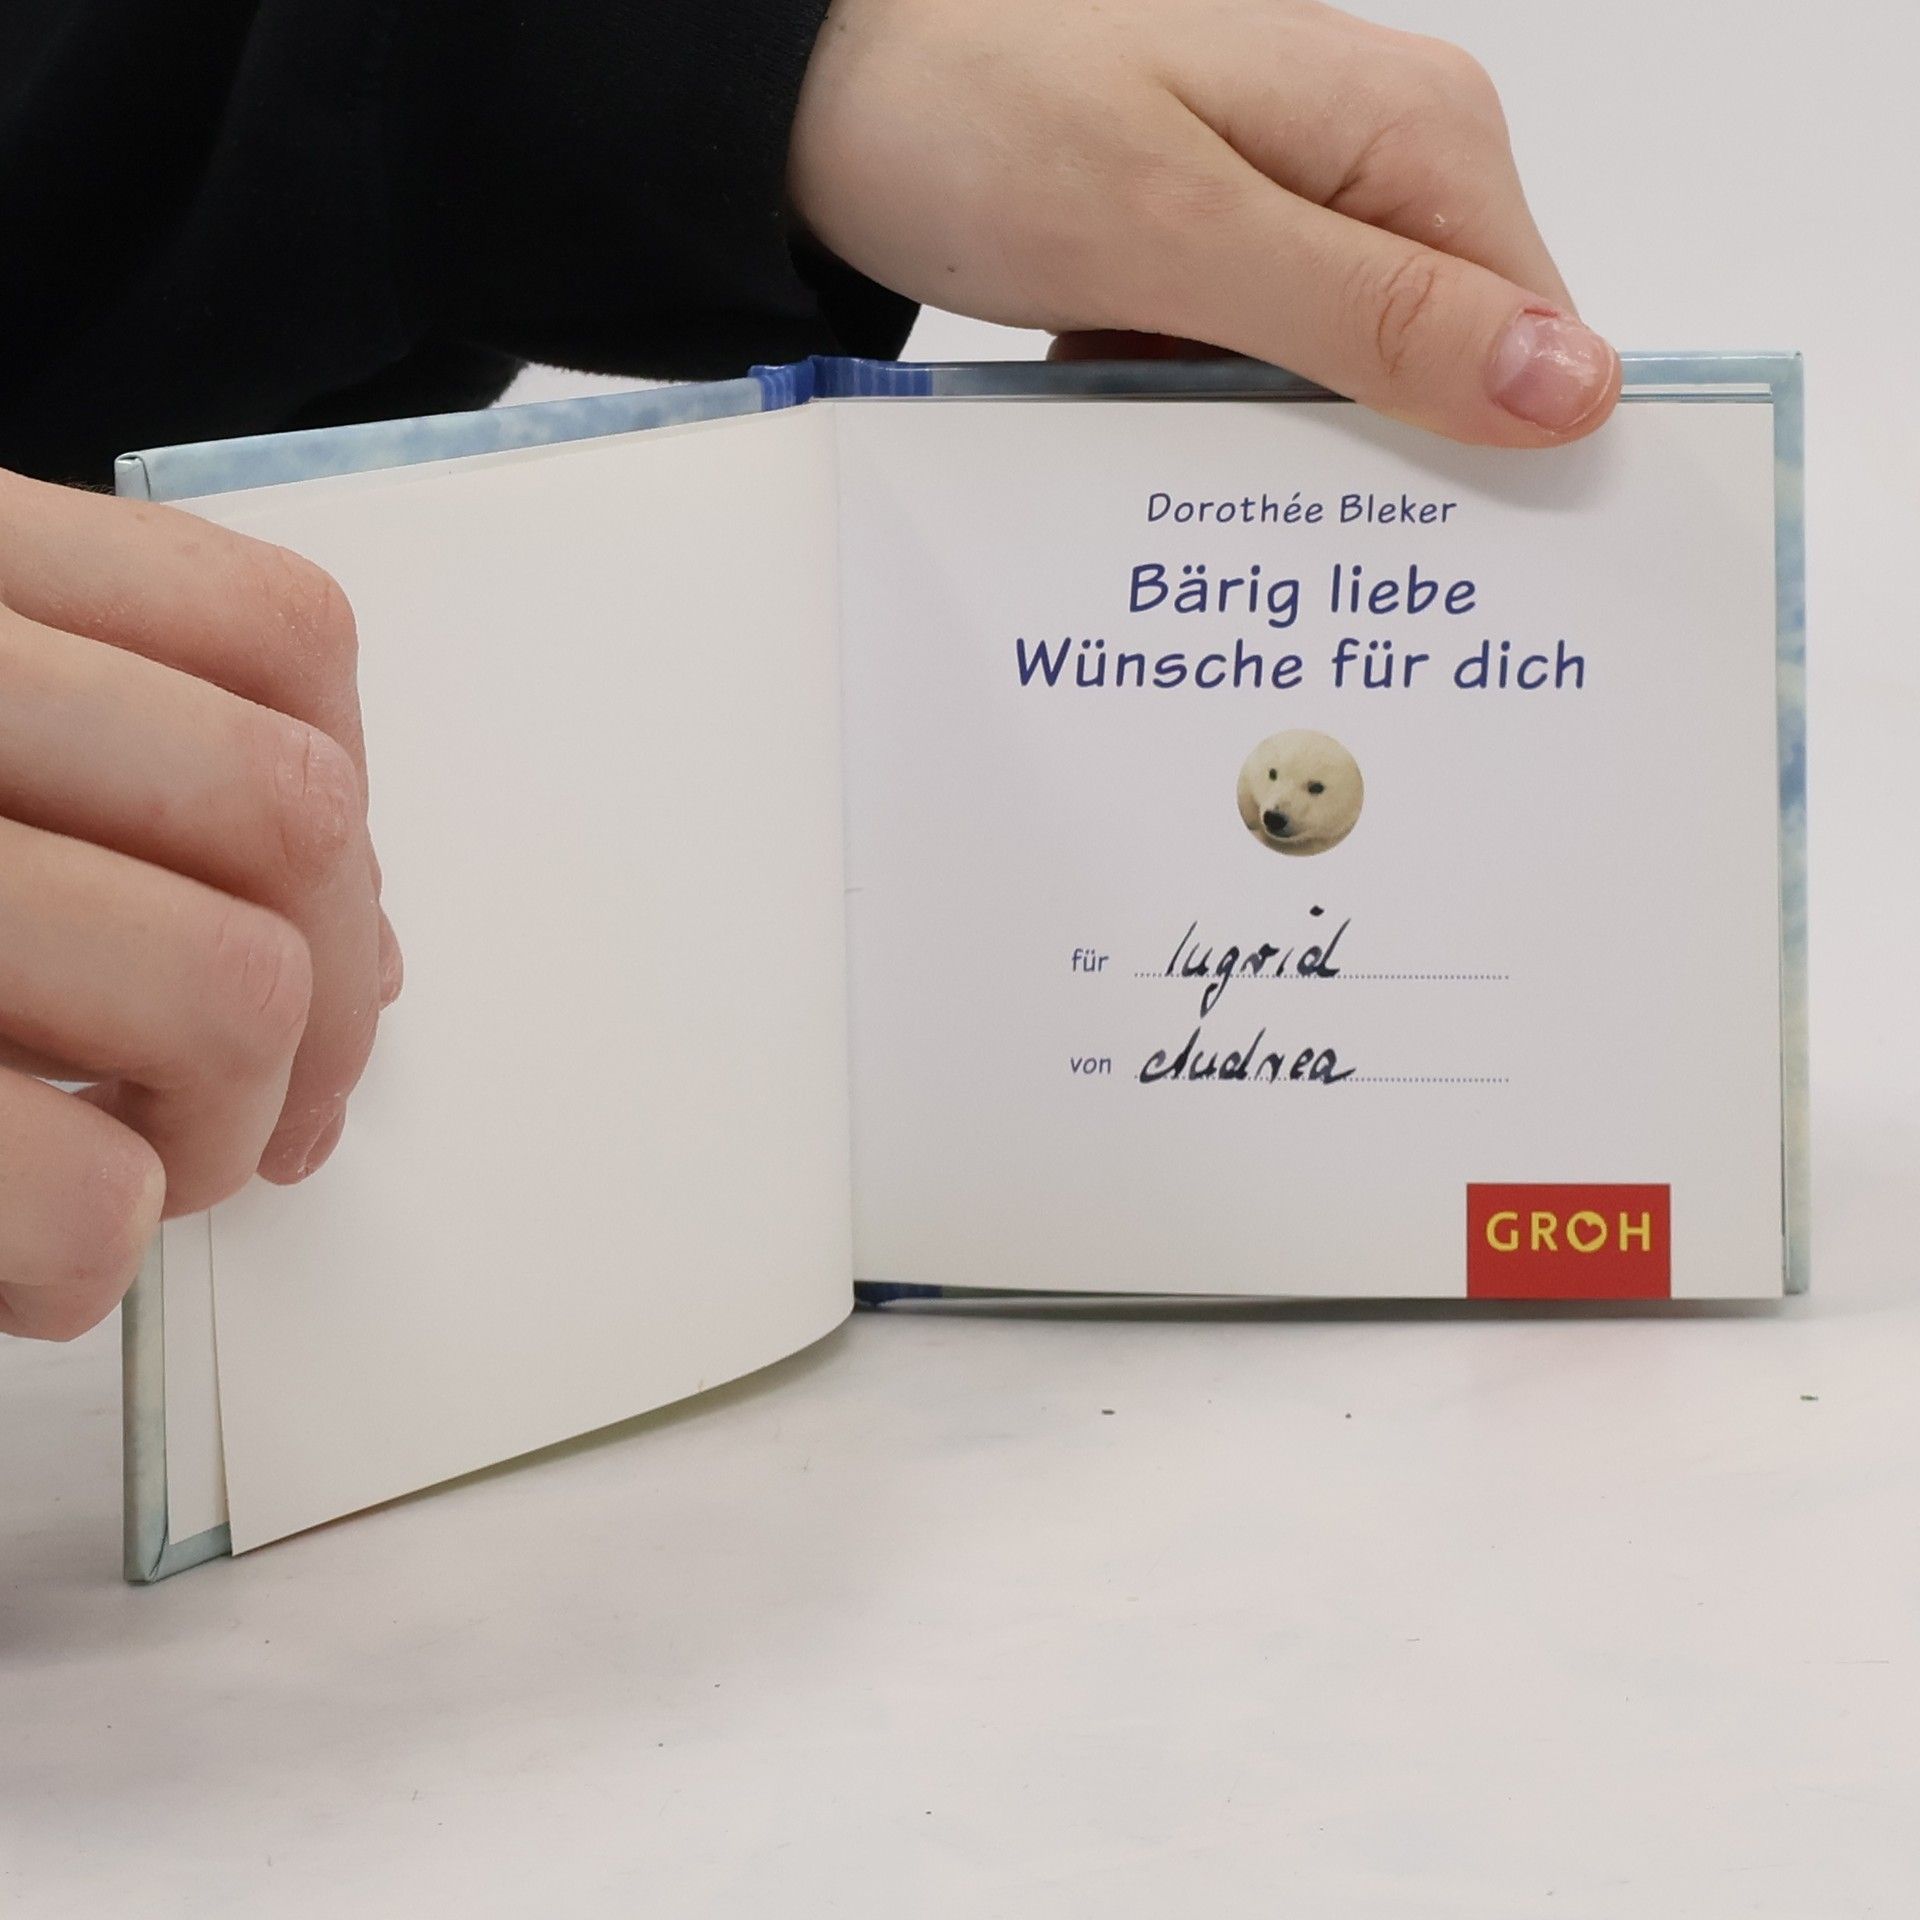 Dorothée Bleker
Bärig liebe
Wünsche für dich
für Ingrid
von Andrea
GROH